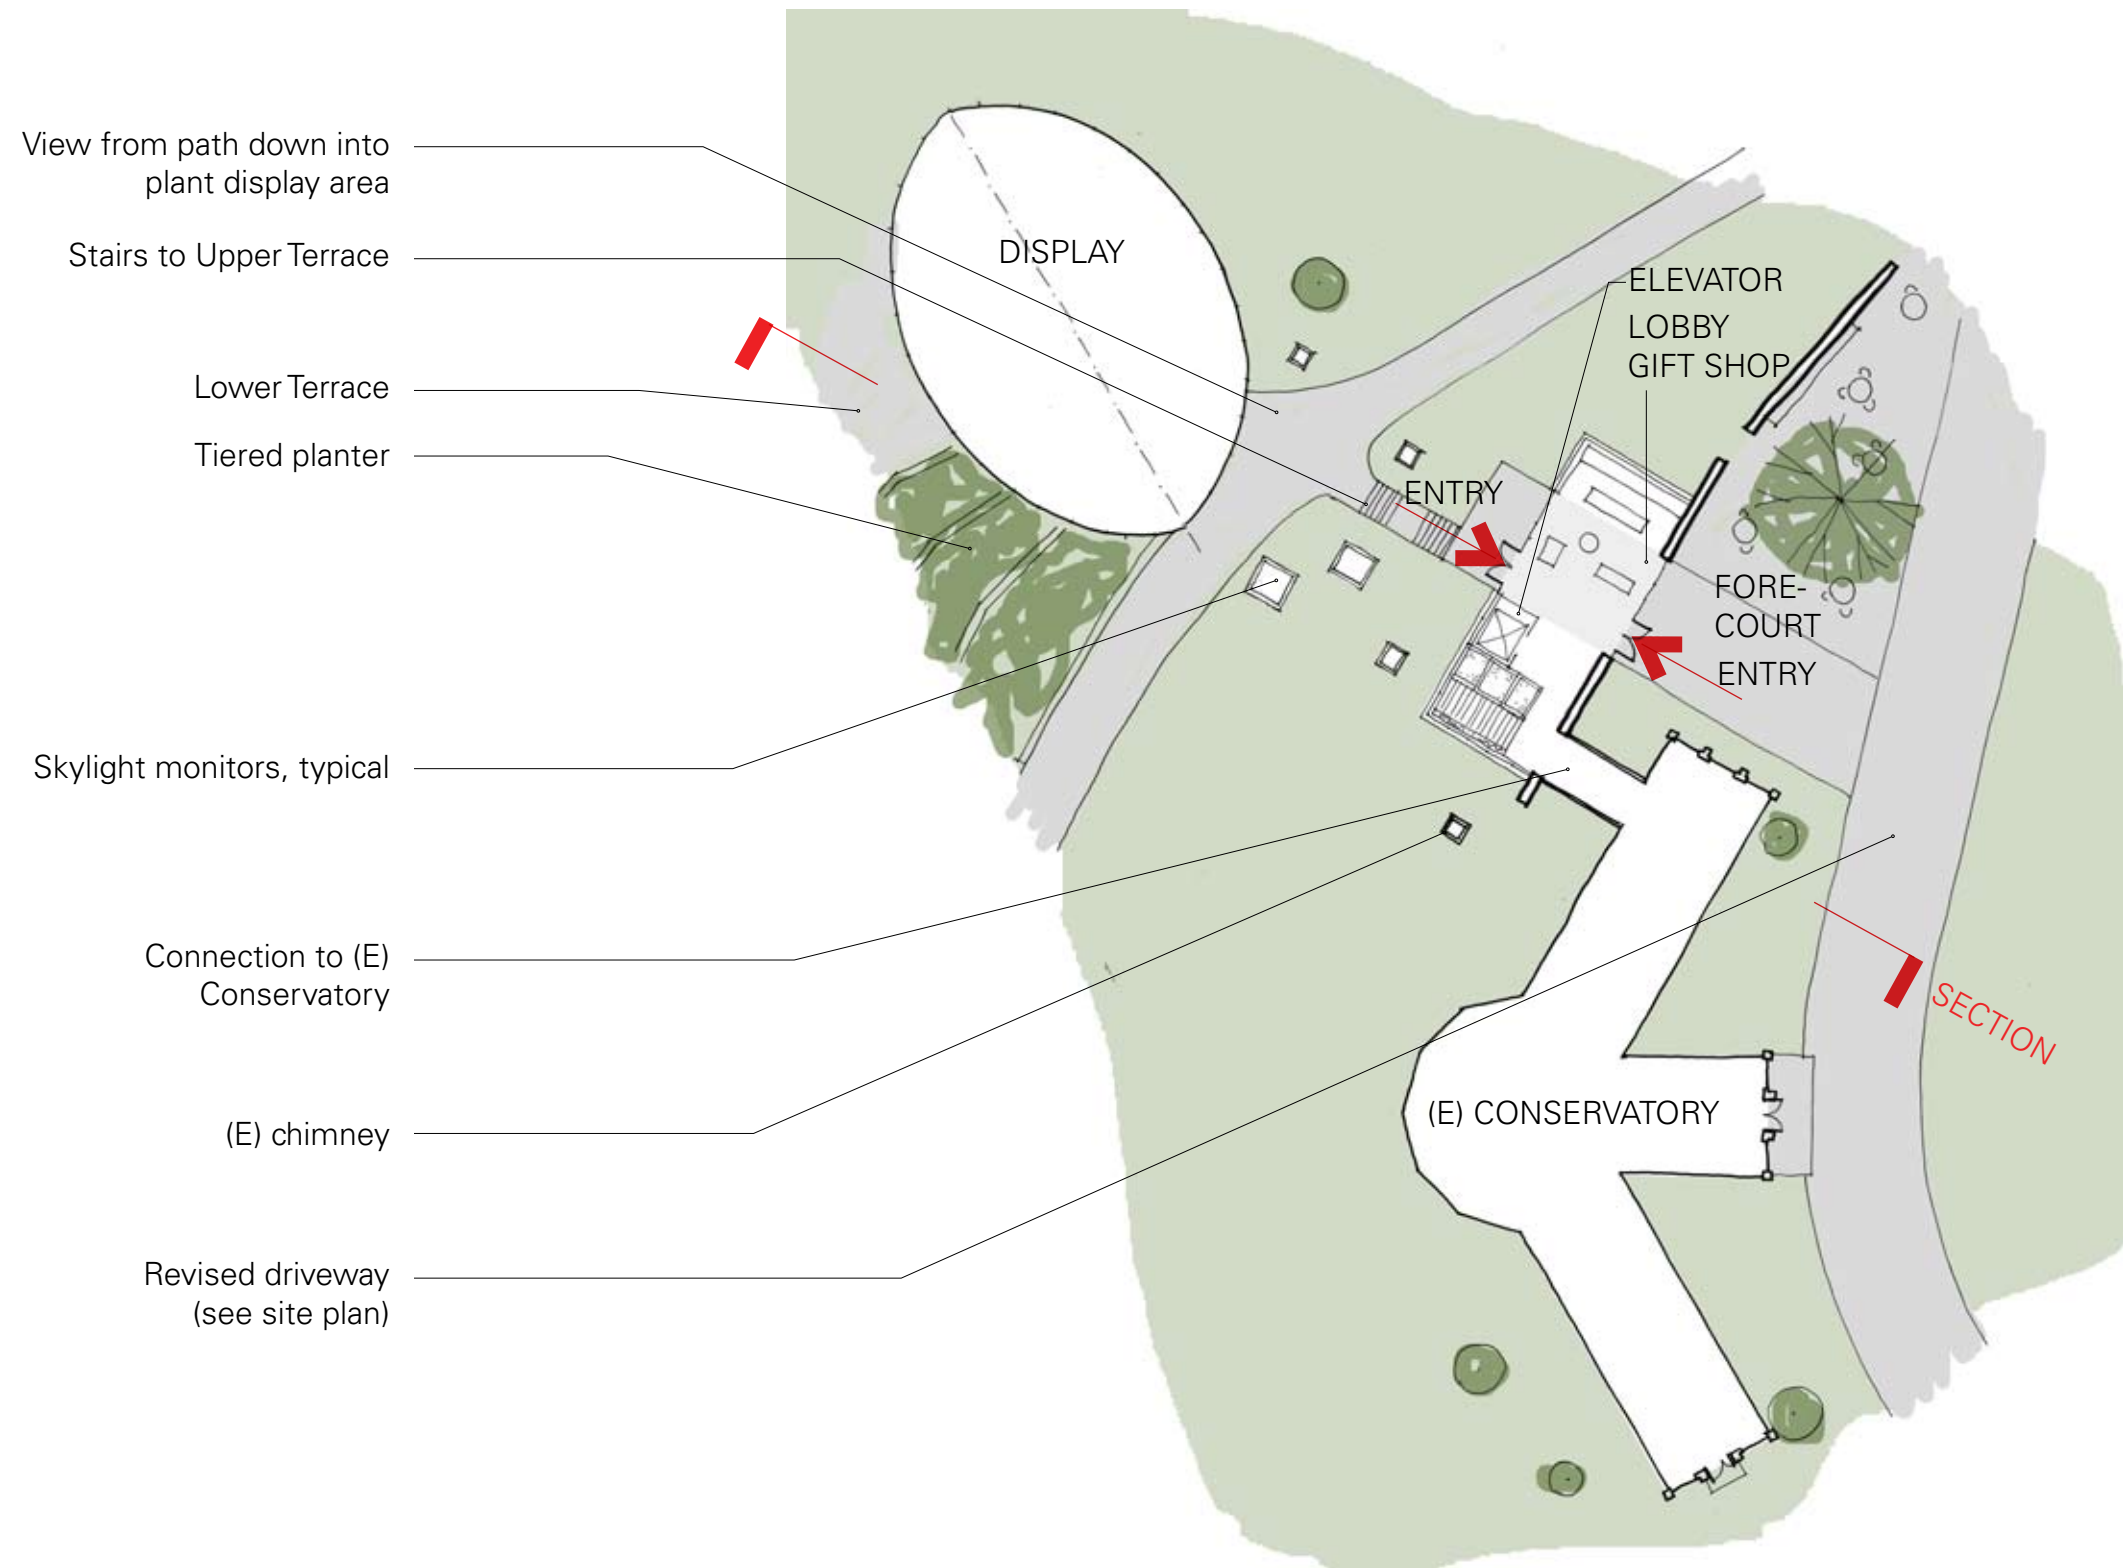 View from path down into
plant display area
Stairs to Upper Terrace
Lower Terrace
Tiered planter
Skylight monitors, typical
Connection to (E)
Conservatory
(E) chimney
Revised driveway
(see site plan)
DISPLAY
ELEVATOR
LOBBY
GIFT SHOP
ENTRY
FORE-
COURT
ENTRY
SECTION
(E) CONSERVATORY